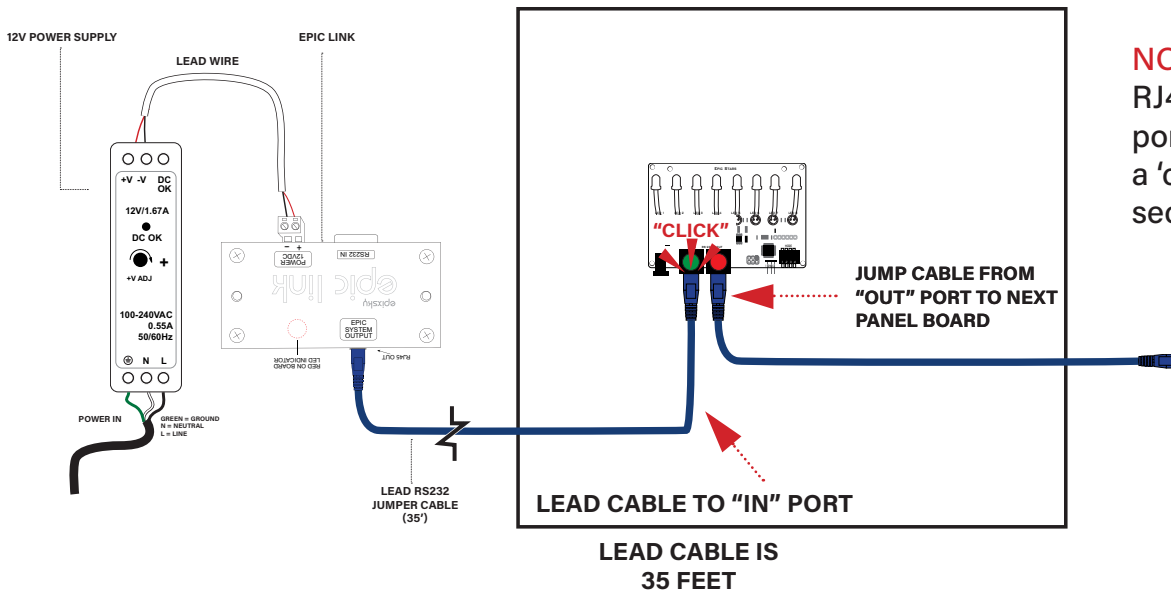 12V POWER SUPPLY
EPIC LINK
LEAD WIRE
+V -V DC
OK
12V/1.67A
DC OK
+
+V ADJ
100-240VAC
0.55A
50/60Hz
N L
POWER IN
GREEN = GROUND
N = NEUTRAL
L = LINE
- +
POWER
12VDC
RS232 IN
epic link
epixsky
EPIC
SYSTEM
OUTPUT
RED ON BOARD
LED INDICATOR
RJ45 OUT
LEAD RS232
JUMPER CABLE
(35')
EPIC STARS
"CLICK"
JUMP CABLE FROM
"OUT" PORT TO NEXT
PANEL BOARD
LEAD CABLE TO "IN" PORT
LEAD CABLE IS
35 FEET
RJ4